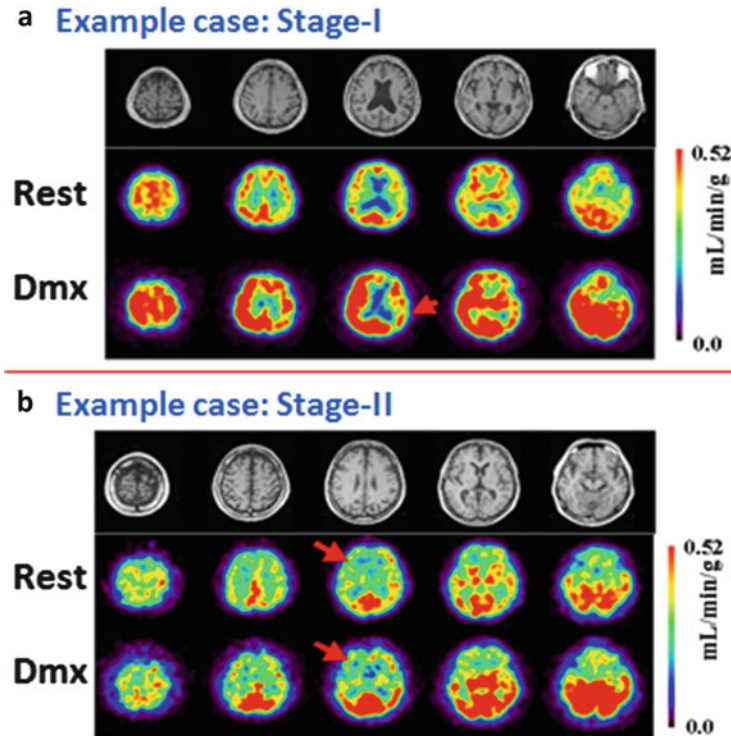 a Example case: Stage-I
Rest
Dmx
0.52
mL/min/g
0.0
b Example case: Stage-II
Rest
Dmx
0.52
mL/min/g
0.0